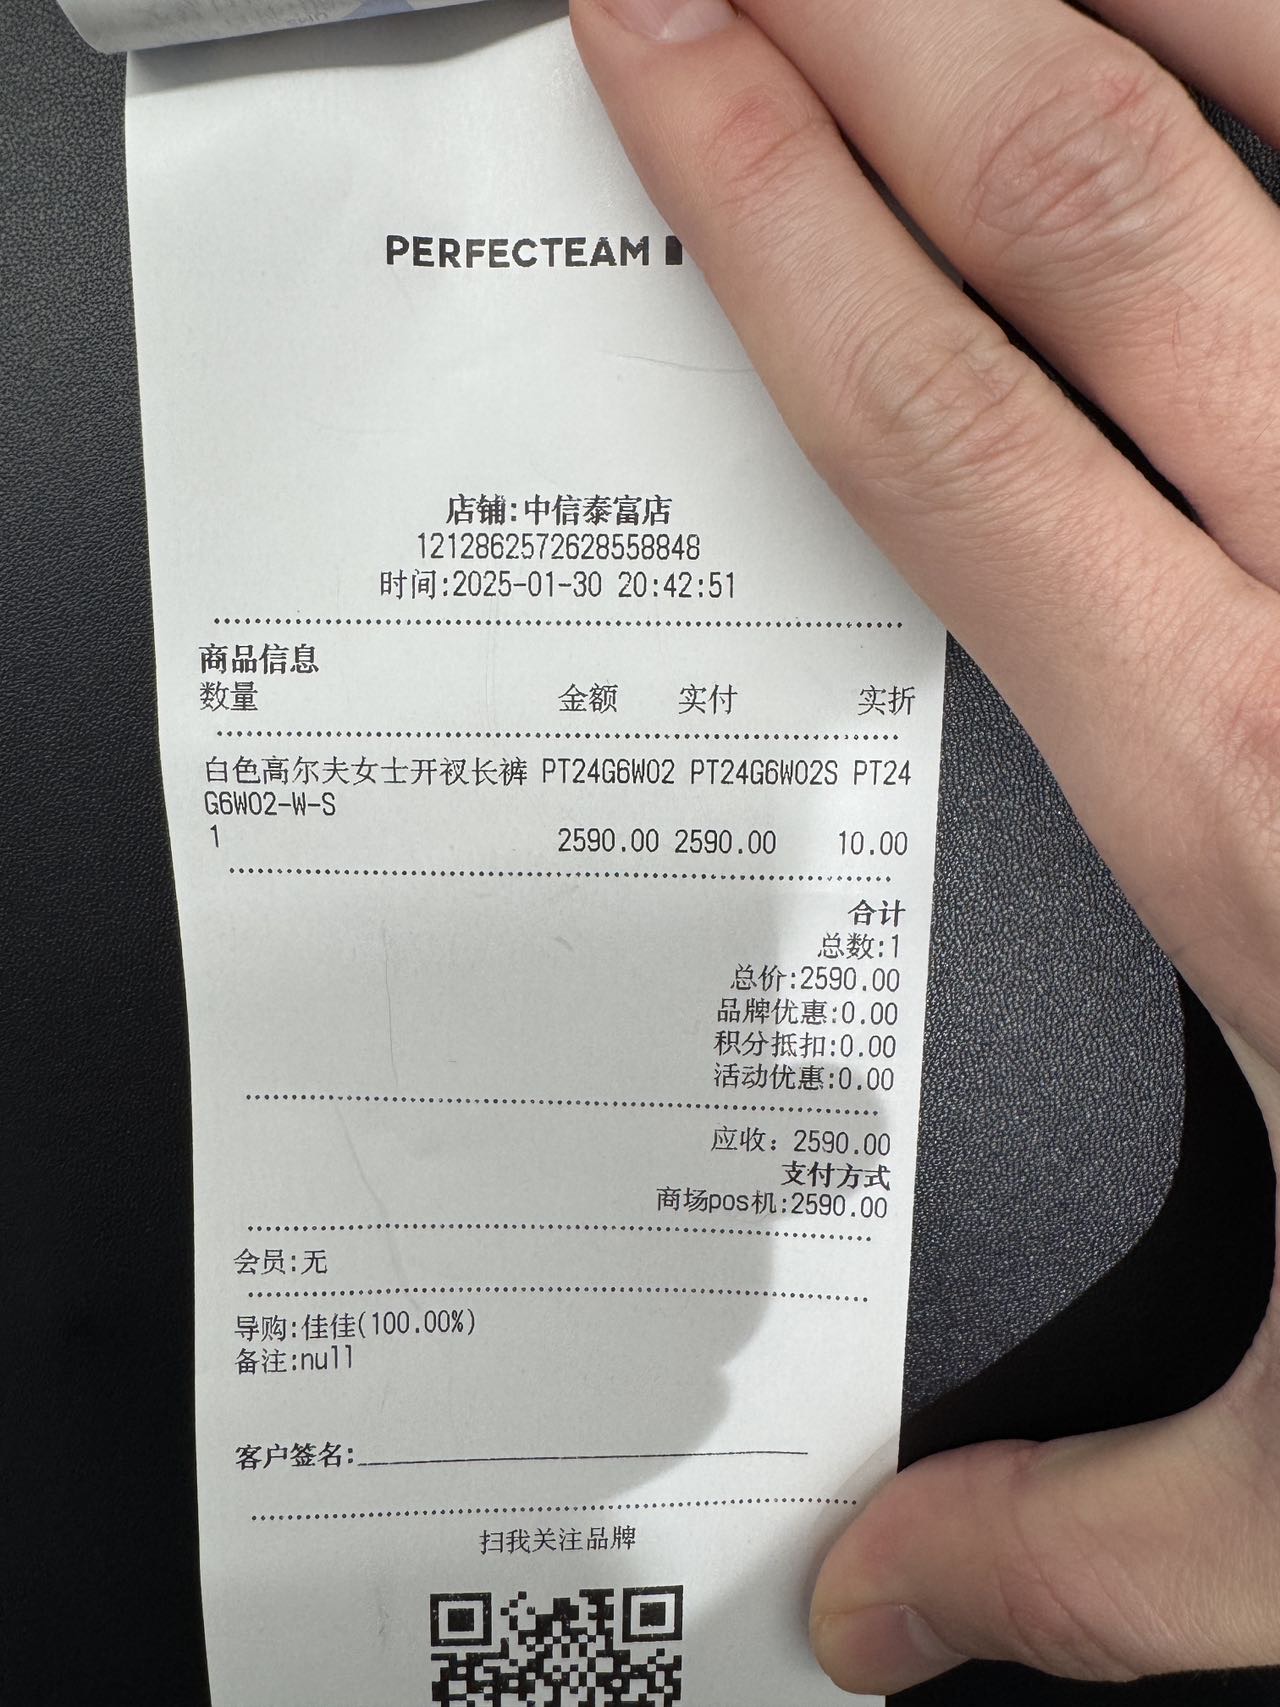 PERFECTEAM
店铺:中信泰富店
1212862572628558848
时间:2025-01-30 20:42:51
商品信息
数量 金额 实付 实折
白色高尔夫女士开衩长裤 PT24G6W02 PT24G6W02S PT24
G6W02-W-S
1 2590.00 2590.00 10.00
合计
总数:1
总价:2590.00
品牌优惠:0.00
积分抵扣:0.00
活动优惠:0.00
应收: 2590.00
支付方式
商场pos机:2590.00
会员:无
导购:佳佳(100.00%)
备注:null
客户签名:
扫我关注品牌